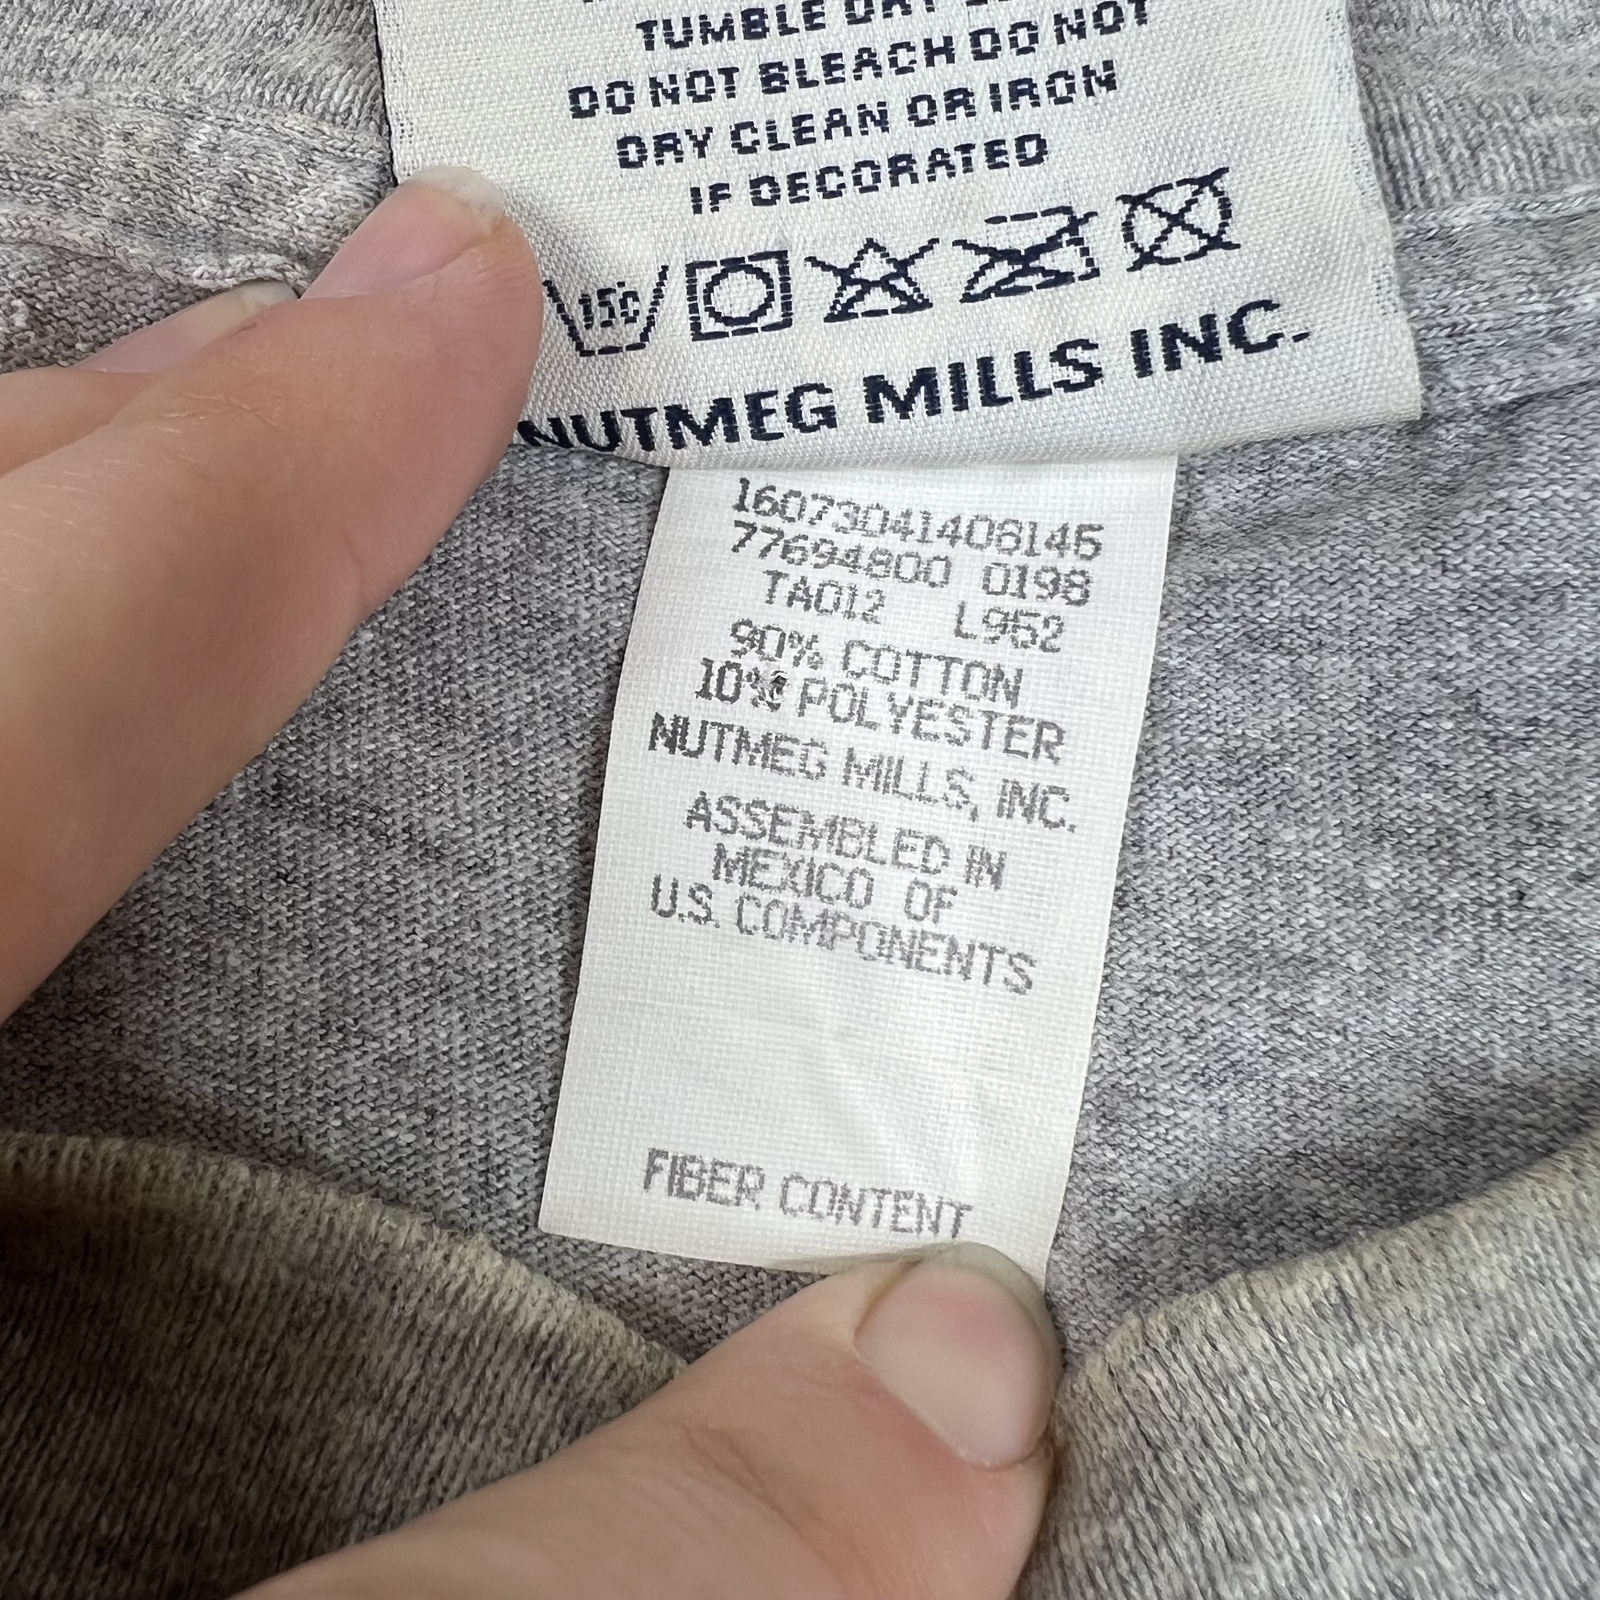 TUMBLE DRY
DO NOT BLEACH DO NOT
DRY CLEAN OR IRON
IF DECORATED
15c
NUTMEG MILLS INC.
16073041408146
77694800 0198
TA012 L952
90% COTTON
10% POLYESTER
NUTMEG MILLS, INC.
ASSEMBLED IN
MEXICO OF
U.S. COMPONENTS
FIBER CONTENT